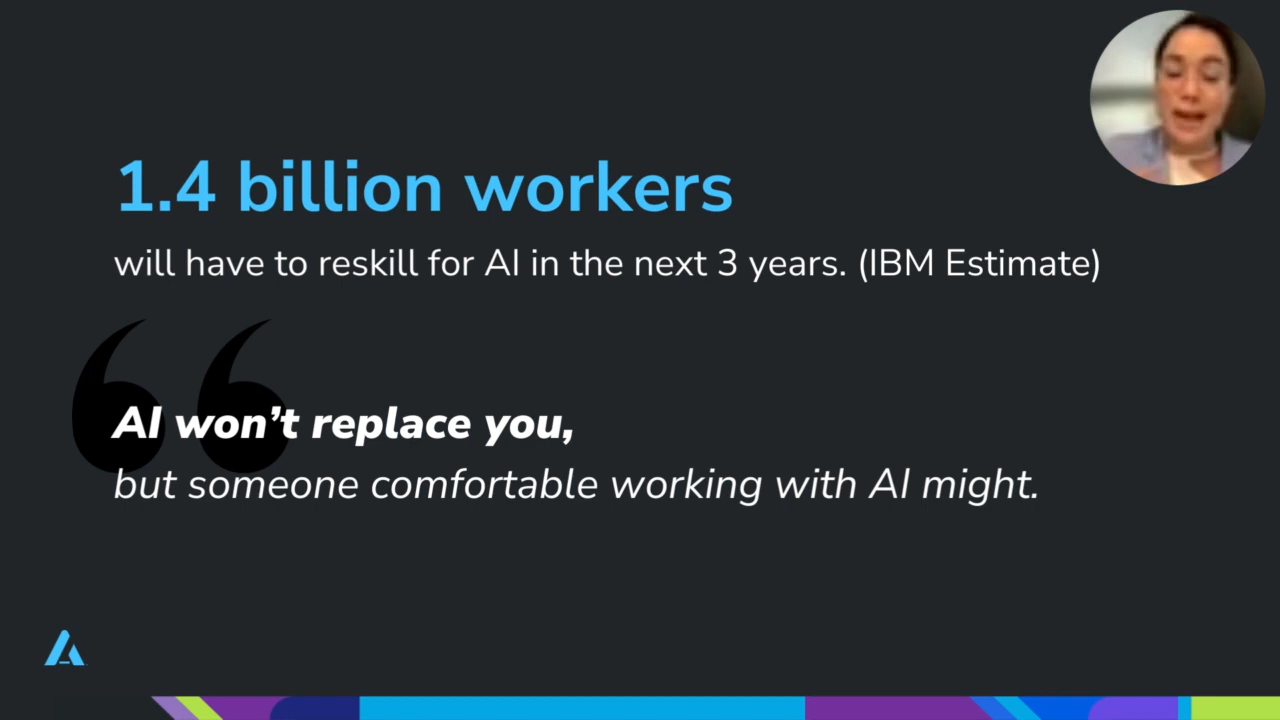 1.4 billion workers
will have to reskill for AI in the next 3 years. (IBM Estimate)
AI won’t replace you,
but someone comfortable working with AI might.